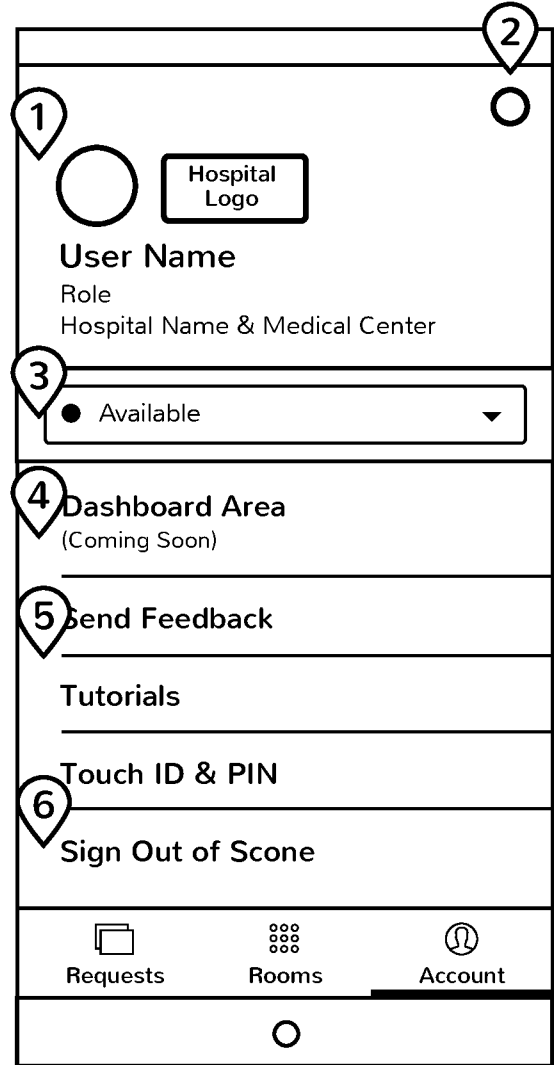 2
1
Hospital
Logo
User Name
Role
Hospital Name & Medical Center
3
Available
4
Dashboard Area
(Coming Soon)
5
Send Feedback
Tutorials
Touch ID & PIN
6
Sign Out of Scone
Requests Rooms Account